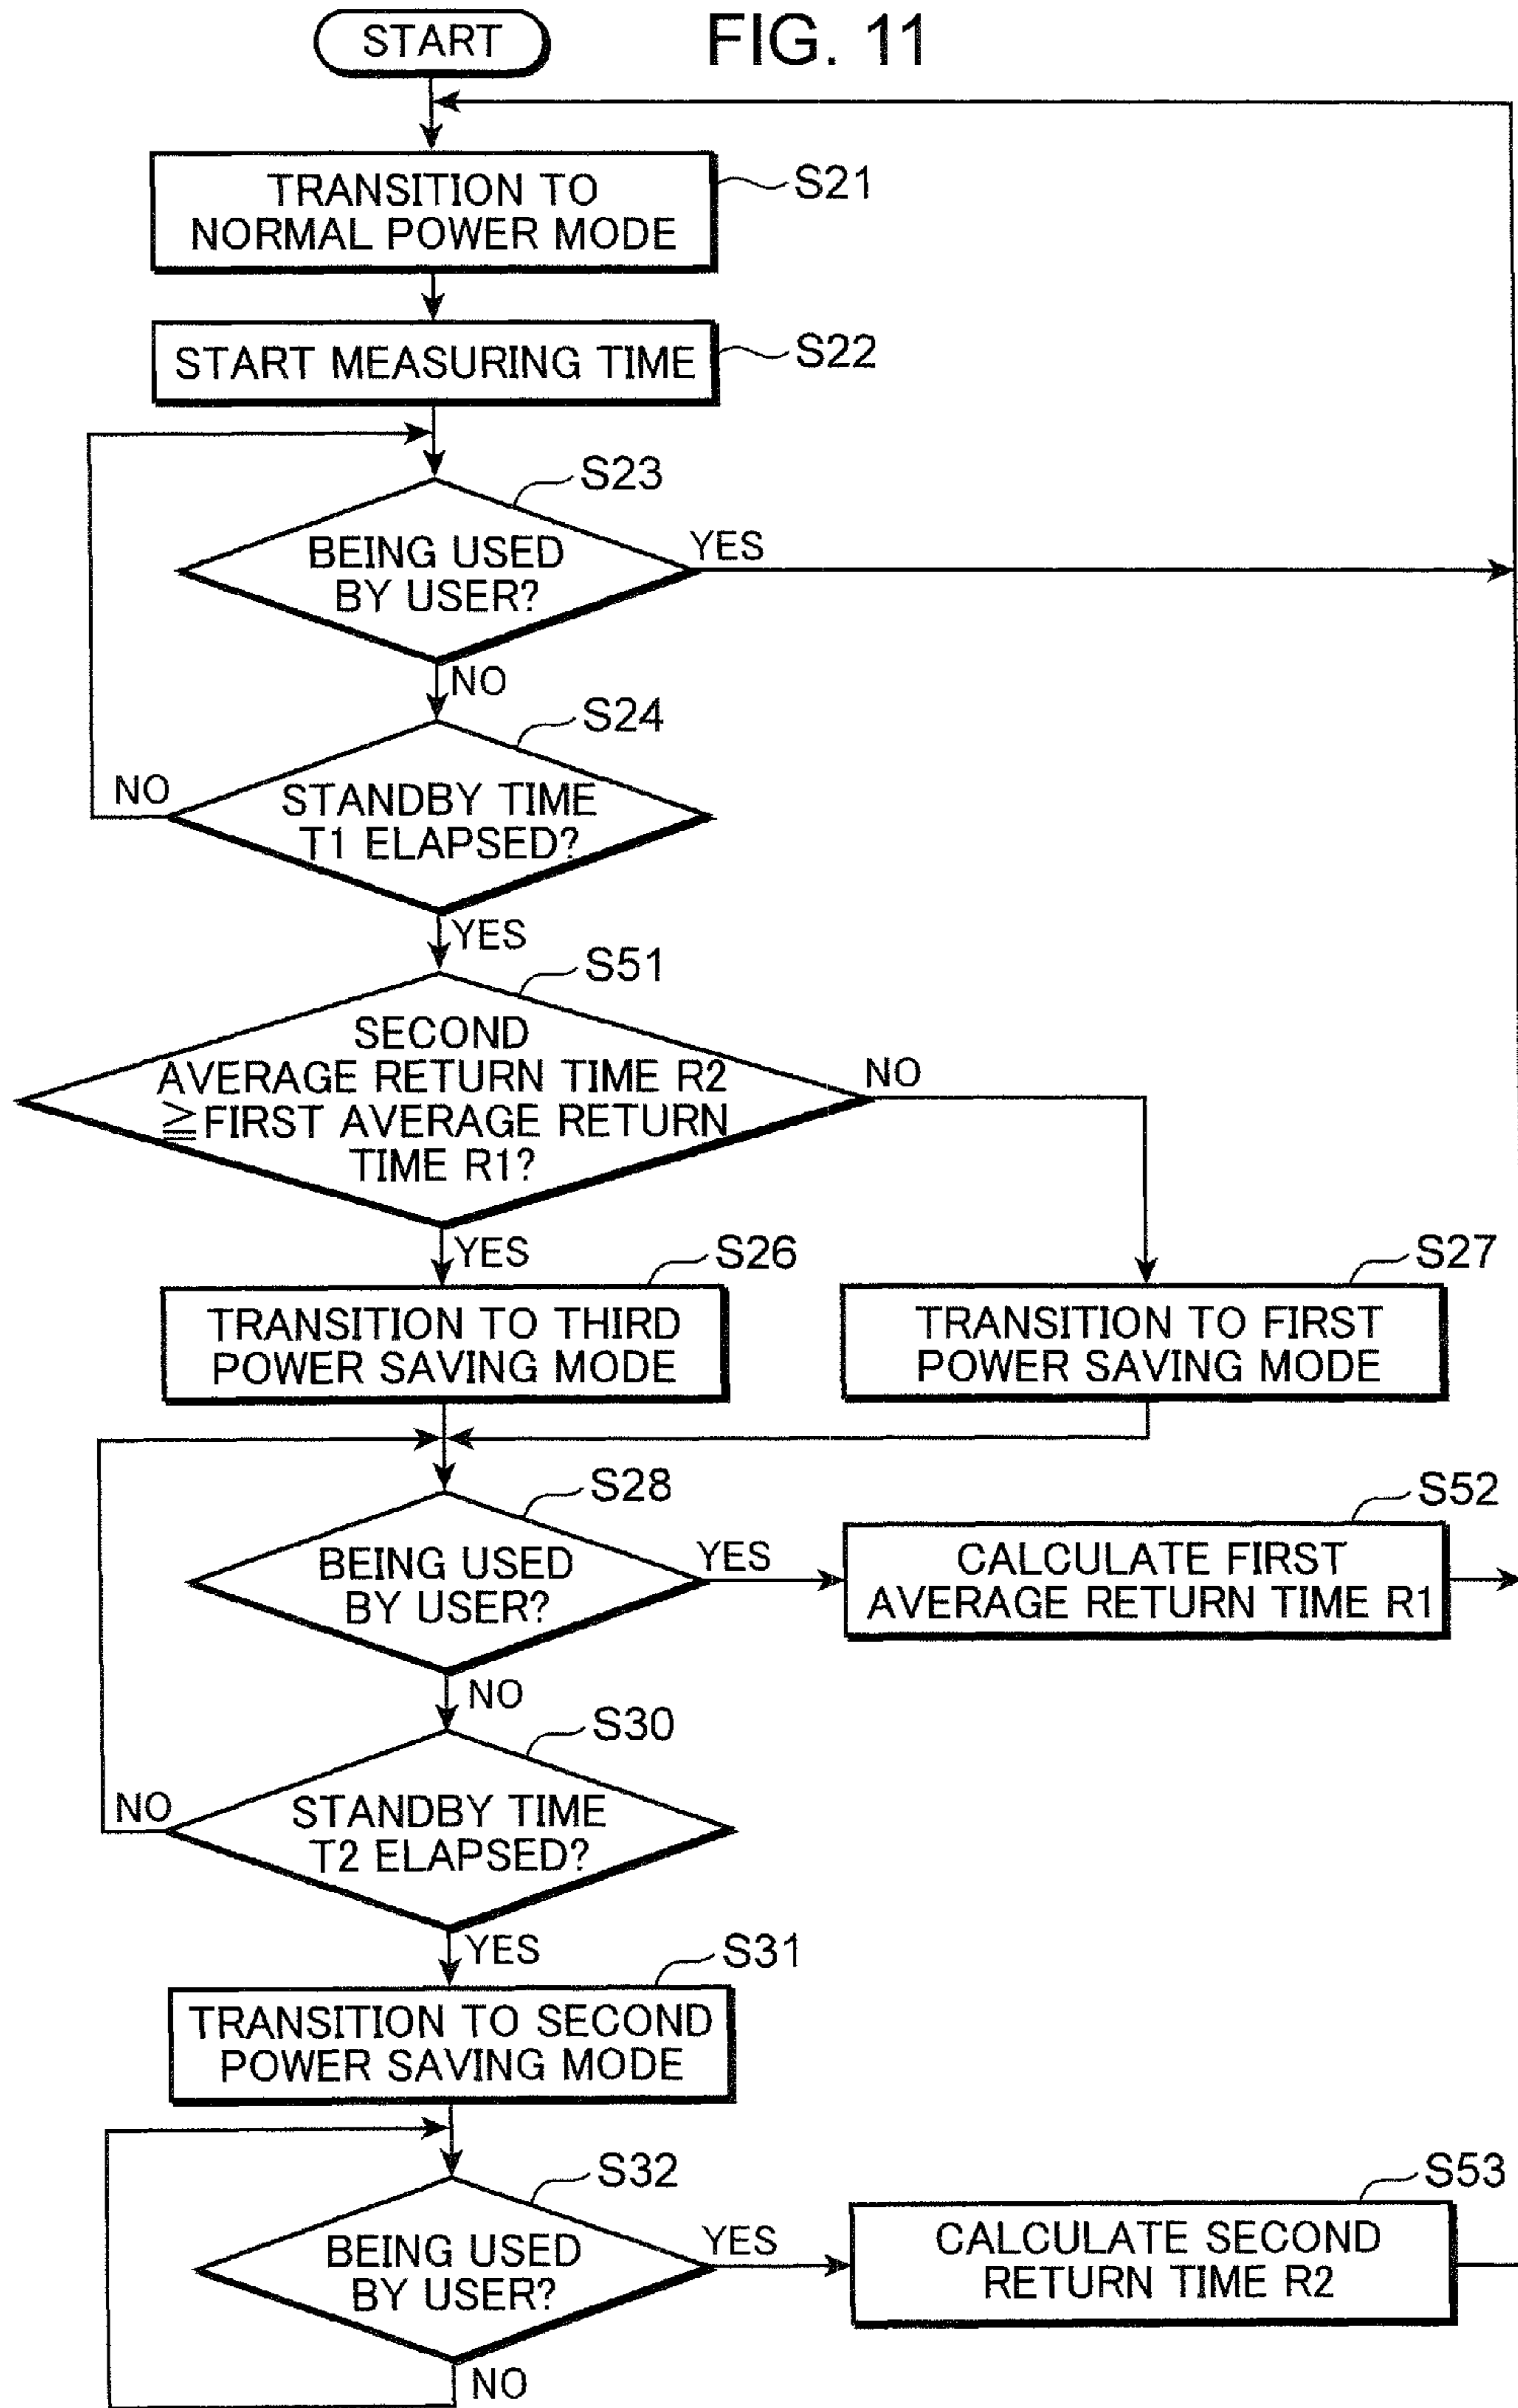 START
FIG. 11
TRANSITION TO
NORMAL POWER MODE
S21
START MEASURING TIME
S22
S23
BEING USED
BY USER?
YES
NO
S24
STANDBY TIME
T1 ELAPSED?
NO
YES
S51
SECOND
AVERAGE RETURN TIME R2
≧FIRST AVERAGE RETURN
TIME R1?
NO
YES
S26
TRANSITION TO THIRD
POWER SAVING MODE
S27
TRANSITION TO FIRST
POWER SAVING MODE
S28
BEING USED
BY USER?
YES
S52
CALCULATE FIRST
AVERAGE RETURN TIME R1
NO
S30
STANDBY TIME
T2 ELAPSED?
NO
YES
S31
TRANSITION TO SECOND
POWER SAVING MODE
S32
BEING USED
BY USER?
YES
S53
CALCULATE SECOND
RETURN TIME R2
NO